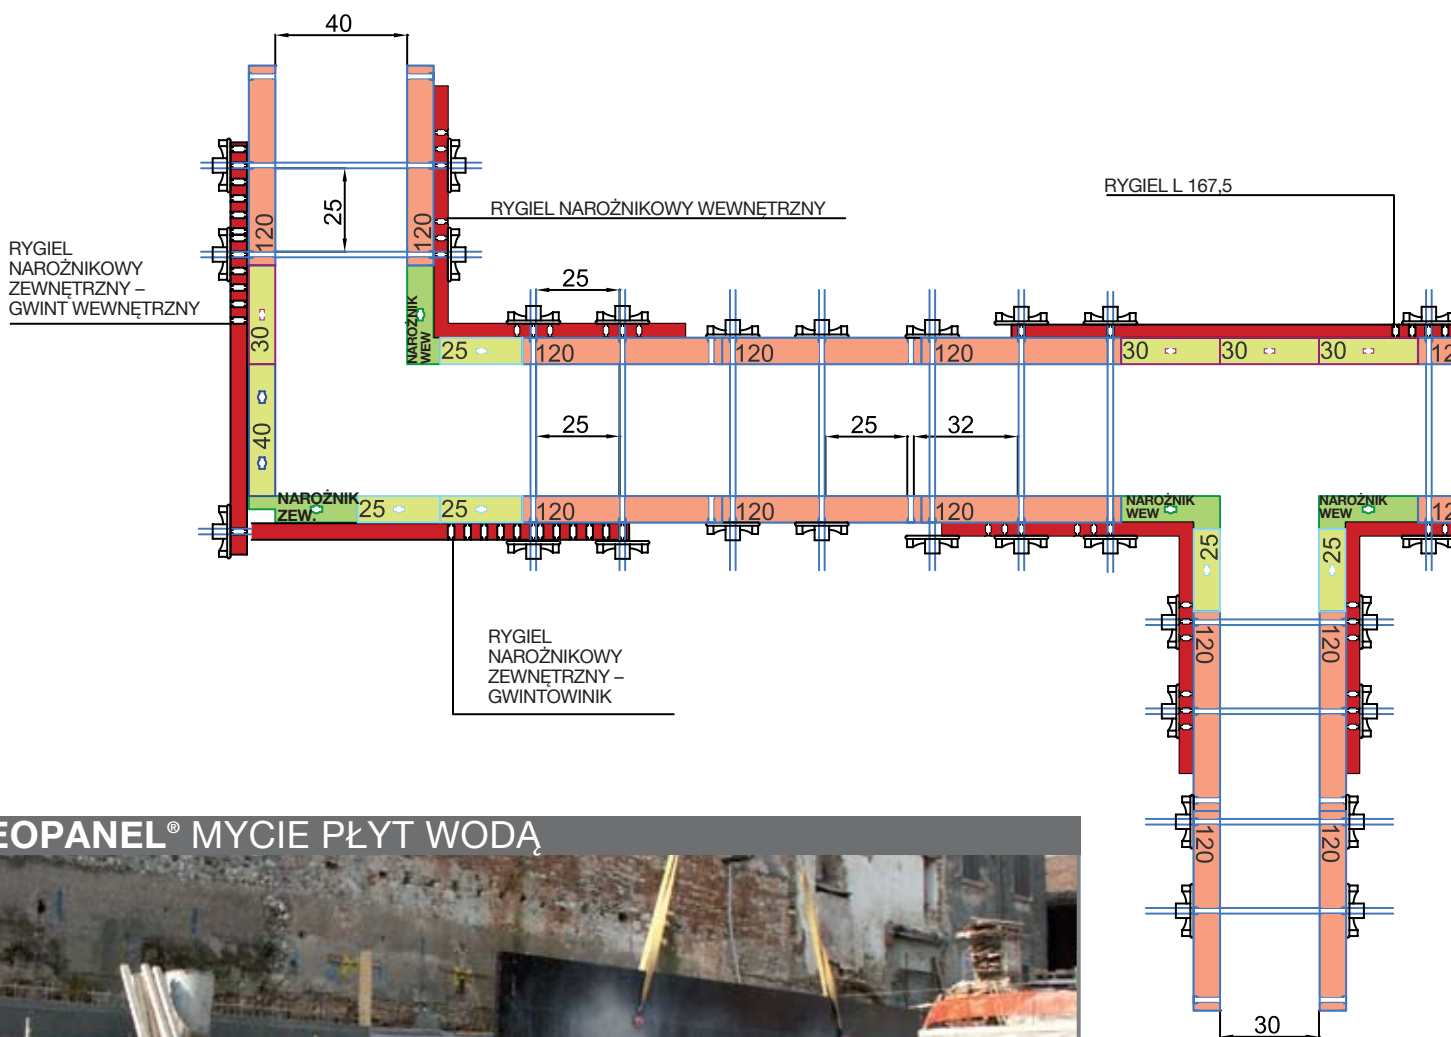 40
25
120
120
RYGIEL NAROŻNIKOWY WEWNĘTRZNY
RYGIEL L 167,5
RYGIEL
NAROŻNIKOWY
ZEWNĘTRZNY –
GWINT WEWNĘTRZNY
25
30
NAROŻNIK
WEW
25
120
120
120
30
30
30
12
40
25
25
32
NAROŻNIK
ZEW.
25
25
120
120
120
NAROŻNIK
WEW
NAROŻNIK
WEW
12
25
25
RYGIEL
NAROŻNIKOWY
ZEWNĘTRZNY –
GWINTOWINIK
120
120
120
120
EOPANEL® MYCIE PŁYT WODĄ
30